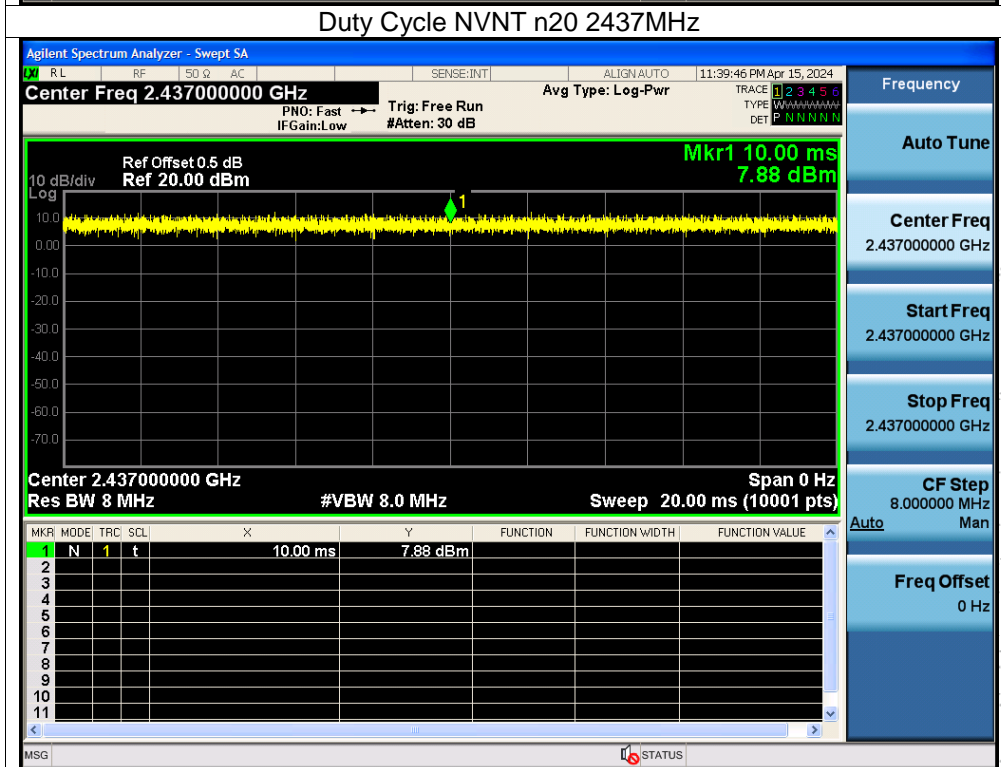 Duty Cycle NVNT n20 2437MHz
Agilent Spectrum Analyzer - Swept SA
LXI RL RF 50 Ω AC SENSE:INT ALIGN AUTO 11:39:46 PM Apr 15, 2024
Center Freq 2.437000000 GHz
PNO: Fast
IFGain:Low
Trig: Free Run
#Atten: 30 dB
Avg Type: Log-Pwr
TRACE 1 2 3 4 5 6
TYPE WWWWWW
DET P N N N N N
Mkr1 10.00 ms
7.88 dBm
Ref Offset 0.5 dB
10 dB/div Ref 20.00 dBm
Log
1
10.0
0.00
-10.0
-20.0
-30.0
-40.0
-50.0
-60.0
-70.0
Center 2.437000000 GHz Span 0 Hz
Res BW 8 MHz #VBW 8.0 MHz Sweep 20.00 ms (10001 pts)
MKR MODE TRC SCL X Y FUNCTION FUNCTION WIDTH FUNCTION VALUE
1 N 1 t 10.00 ms 7.88 dBm
2
3
4
5
6
7
8
9
10
11
MSG STATUS
Frequency
Auto Tune
Center Freq
2.437000000 GHz
Start Freq
2.437000000 GHz
Stop Freq
2.437000000 GHz
CF Step
8.000000 MHz
Auto Man
Freq Offset
0 Hz